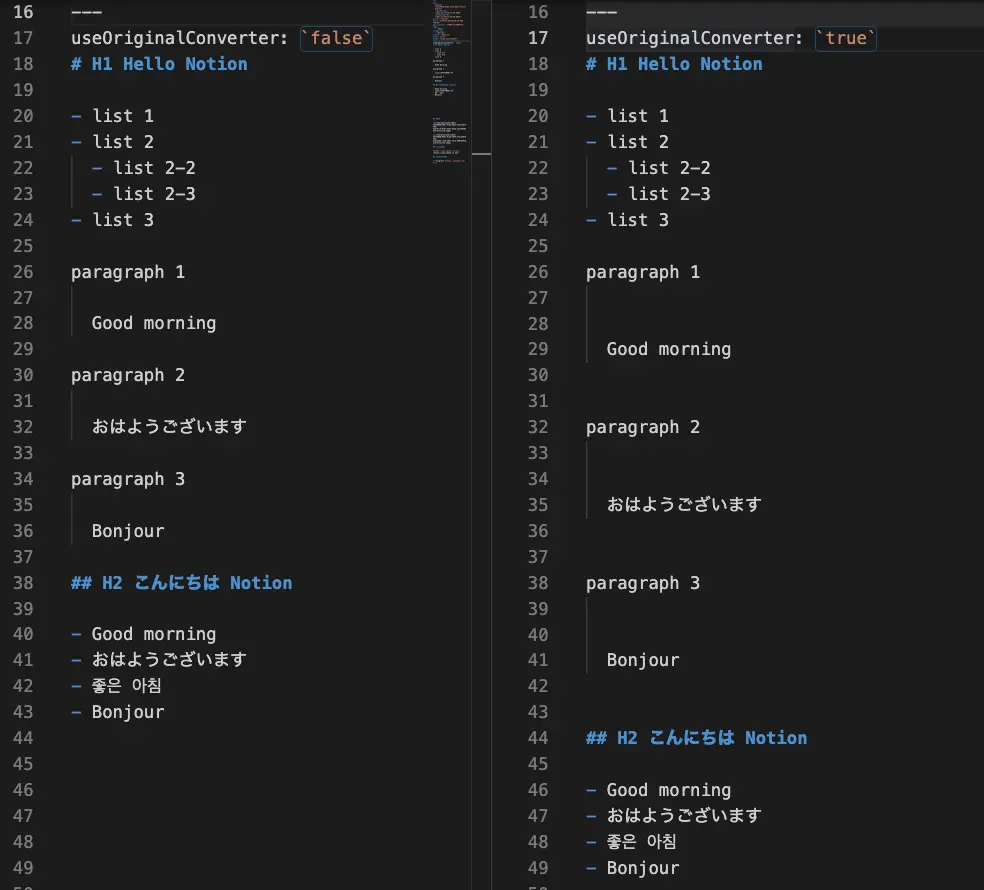 16 ---
17 useOriginalConverter: `false`
18 # H1 Hello Notion
19
20 - list 1
21 - list 2
22   - list 2-2
23   - list 2-3
24 - list 3
25
26 paragraph 1
27
28   Good morning
29
30 paragraph 2
31
32   おはようございます
33
34 paragraph 3
35
36   Bonjour
37
38 ## H2 こんにちは Notion
39
40 - Good morning
41 - おはようございます
42 - 좋은 아침
43 - Bonjour
44
45
46
47
48
49
16 ---
17 useOriginalConverter: `true`
18 # H1 Hello Notion
19
20 - list 1
21 - list 2
22   - list 2-2
23   - list 2-3
24 - list 3
25
26 paragraph 1
27
28
29   Good morning
30
31
32 paragraph 2
33
34
35   おはようございます
36
37
38 paragraph 3
39
40
41   Bonjour
42
43
44 ## H2 こんにちは Notion
45
46 - Good morning
47 - おはようございます
48 - 좋은 아침
49 - Bonjour